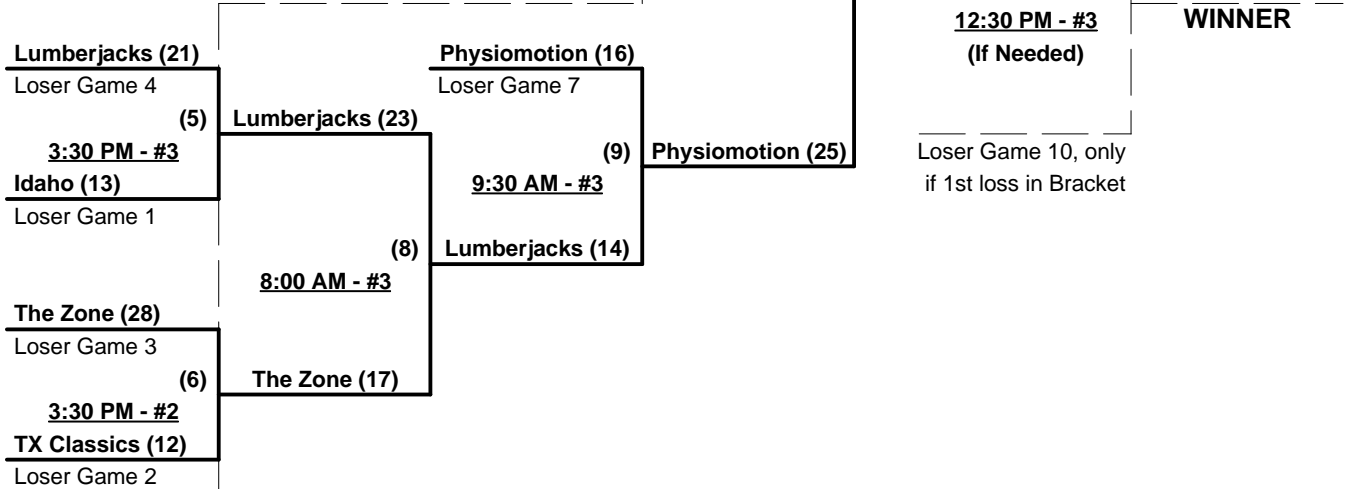 12:30 PM - #3
WINNER
(If Needed)
Lumberjacks (21)
Loser Game 4
Physiomotion (16)
Loser Game 7
(5)
Lumberjacks (23)
3:30 PM - #3
Idaho (13)
Loser Game 1
(9)
Physiomotion (25)
9:30 AM - #3
Loser Game 10, only
if 1st loss in Bracket
(8)
Lumberjacks (14)
8:00 AM - #3
The Zone (28)
Loser Game 3
(6)
The Zone (17)
3:30 PM - #2
TX Classics (12)
Loser Game 2